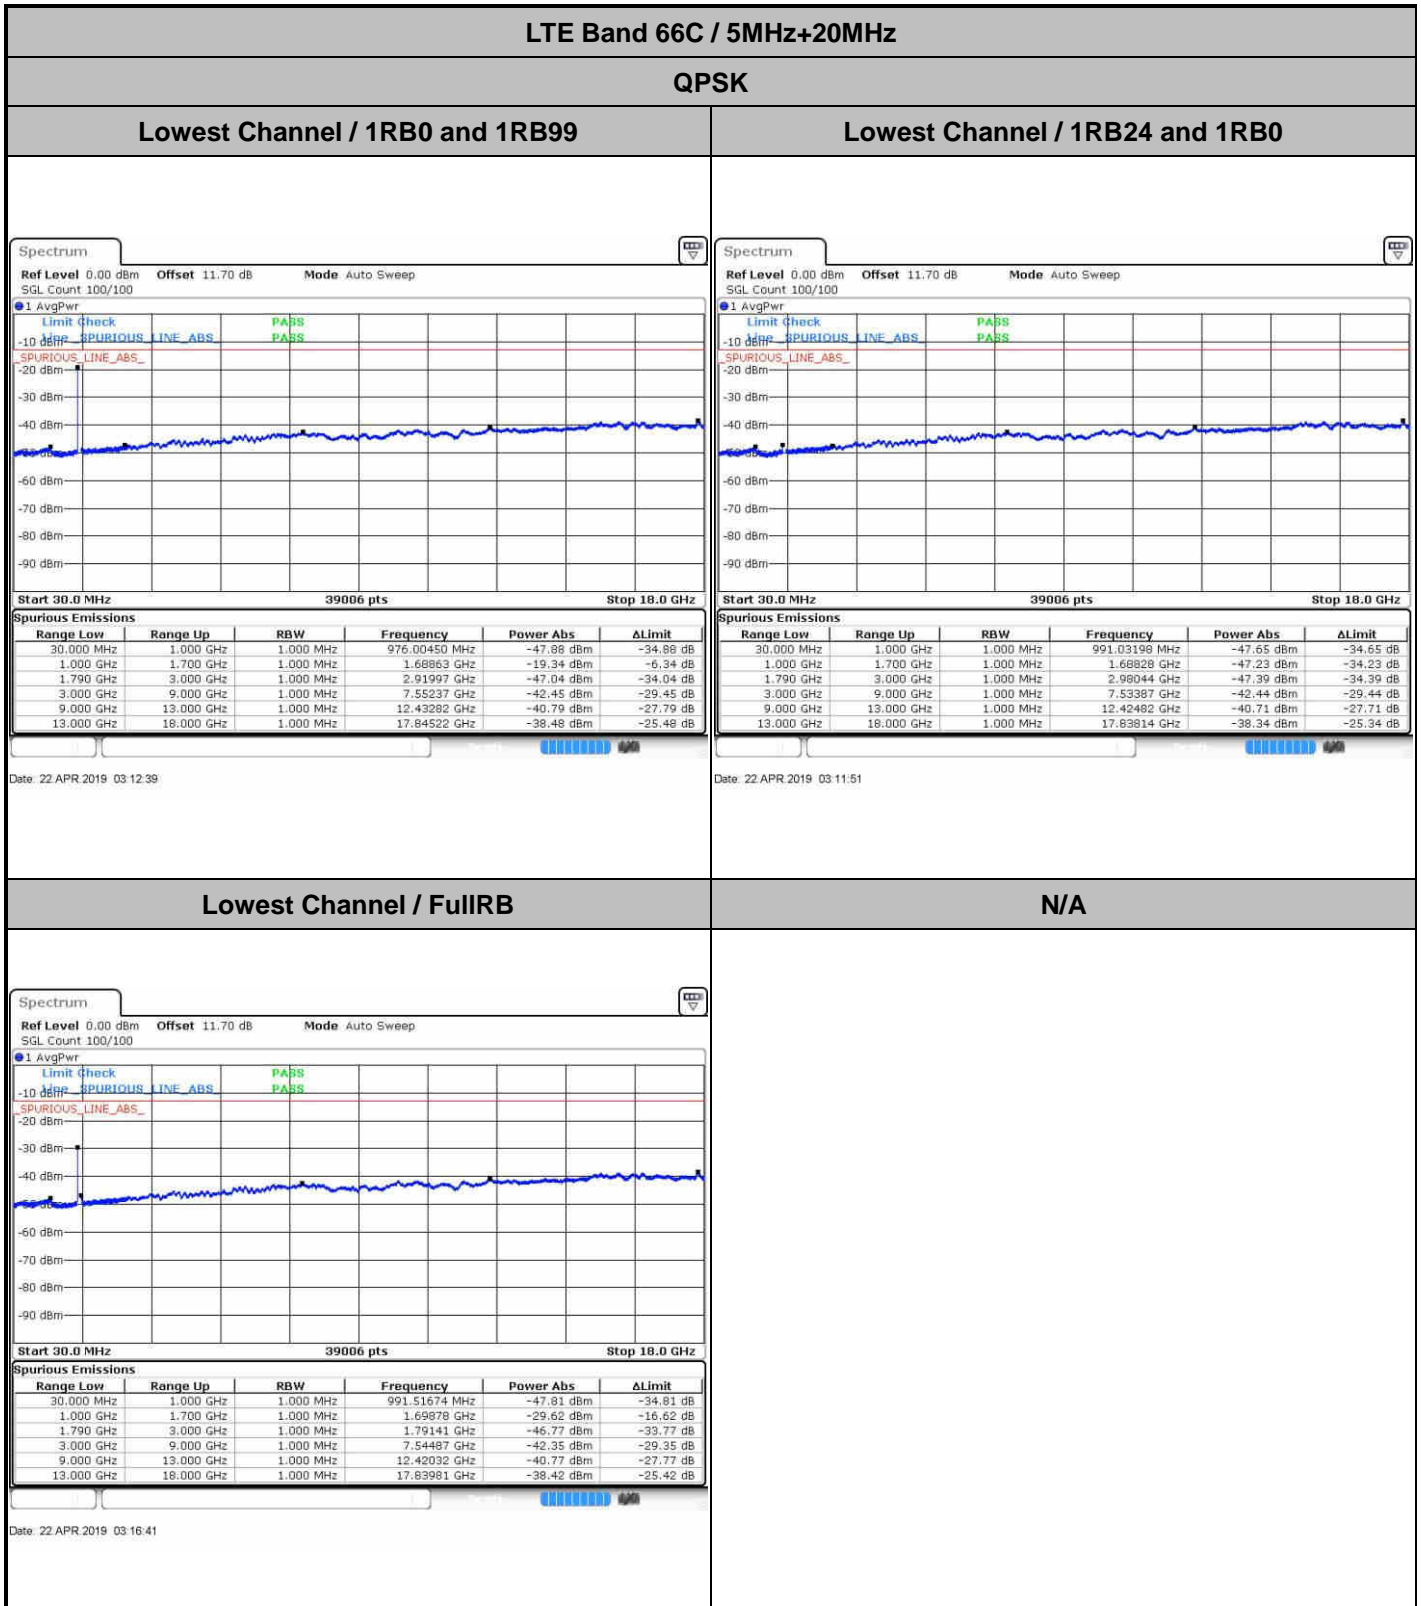 LTE Band 66C / 5MHz+20MHz
QPSK
Lowest Channel / 1RB0 and 1RB99
Lowest Channel / 1RB24 and 1RB0
Spectrum
Ref Level 0.00 dBm Offset 11.70 dB Mode Auto Sweep
SGL Count 100/100
1 AvgPwr
Limit Check PASS
Line _SPURIOUS_LINE_ABS_ PASS
-10 dBm
_SPURIOUS_LINE_ABS_
-20 dBm
-30 dBm
-40 dBm
-60 dBm
-70 dBm
-80 dBm
-90 dBm
Start 30.0 MHz 39006 pts Stop 18.0 GHz
Spurious Emissions
Range Low Range Up RBW Frequency Power Abs ΔLimit
30.000 MHz 1.000 GHz 1.000 MHz 976.00450 MHz -47.88 dBm -34.88 dB
1.000 GHz 1.700 GHz 1.000 MHz 1.68863 GHz -19.34 dBm -6.34 dB
1.790 GHz 3.000 GHz 1.000 MHz 2.91997 GHz -47.04 dBm -34.04 dB
3.000 GHz 9.000 GHz 1.000 MHz 7.55237 GHz -42.45 dBm -29.45 dB
9.000 GHz 13.000 GHz 1.000 MHz 12.43282 GHz -40.79 dBm -27.79 dB
13.000 GHz 18.000 GHz 1.000 MHz 17.84522 GHz -38.48 dBm -25.48 dB
Date: 22.APR.2019 03:12:39
Spectrum
Ref Level 0.00 dBm Offset 11.70 dB Mode Auto Sweep
SGL Count 100/100
1 AvgPwr
Limit Check PASS
Line _SPURIOUS_LINE_ABS_ PASS
-10 dBm
_SPURIOUS_LINE_ABS_
-20 dBm
-30 dBm
-40 dBm
-60 dBm
-70 dBm
-80 dBm
-90 dBm
Start 30.0 MHz 39006 pts Stop 18.0 GHz
Spurious Emissions
Range Low Range Up RBW Frequency Power Abs ΔLimit
30.000 MHz 1.000 GHz 1.000 MHz 991.03198 MHz -47.65 dBm -34.65 dB
1.000 GHz 1.700 GHz 1.000 MHz 1.68828 GHz -47.23 dBm -34.23 dB
1.790 GHz 3.000 GHz 1.000 MHz 2.98044 GHz -47.39 dBm -34.39 dB
3.000 GHz 9.000 GHz 1.000 MHz 7.53387 GHz -42.44 dBm -29.44 dB
9.000 GHz 13.000 GHz 1.000 MHz 12.42482 GHz -40.71 dBm -27.71 dB
13.000 GHz 18.000 GHz 1.000 MHz 17.83814 GHz -38.34 dBm -25.34 dB
Date: 22.APR.2019 03:11:51
Lowest Channel / FullRB
N/A
Spectrum
Ref Level 0.00 dBm Offset 11.70 dB Mode Auto Sweep
SGL Count 100/100
1 AvgPwr
Limit Check PASS
Line _SPURIOUS_LINE_ABS_ PASS
-10 dBm
_SPURIOUS_LINE_ABS_
-20 dBm
-30 dBm
-40 dBm
-60 dBm
-70 dBm
-80 dBm
-90 dBm
Start 30.0 MHz 39006 pts Stop 18.0 GHz
Spurious Emissions
Range Low Range Up RBW Frequency Power Abs ΔLimit
30.000 MHz 1.000 GHz 1.000 MHz 991.51674 MHz -47.81 dBm -34.81 dB
1.000 GHz 1.700 GHz 1.000 MHz 1.69878 GHz -29.62 dBm -16.62 dB
1.790 GHz 3.000 GHz 1.000 MHz 1.79141 GHz -46.77 dBm -33.77 dB
3.000 GHz 9.000 GHz 1.000 MHz 7.54487 GHz -42.35 dBm -29.35 dB
9.000 GHz 13.000 GHz 1.000 MHz 12.42032 GHz -40.77 dBm -27.77 dB
13.000 GHz 18.000 GHz 1.000 MHz 17.83981 GHz -38.42 dBm -25.42 dB
Date: 22.APR.2019 03:16:41